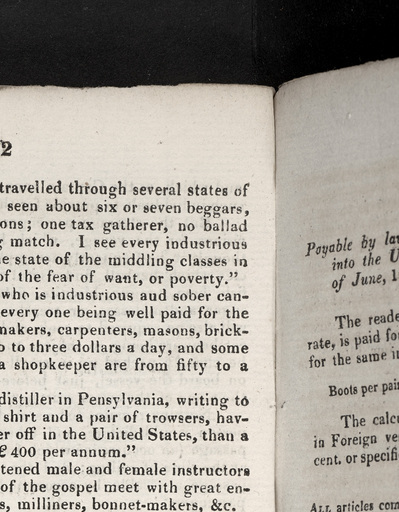 2
travelled through several states of
seen about six or seven beggars,
ons; one tax gatherer, no ballad
g match. I see every industrious
e state of the middling classes in
of the fear of want, or poverty."
who is industrious aud sober can-
every one being well paid for the
makers, carpenters, masons, brick-
o to three dollars a day, and some
a shopkeeper are from fifty to a
distiller in Pensylvania, writing to
shirt and a pair of trowsers, hav-
er off in the United States, than a
£400 per annum."
tened male and female instructors
of the gospel meet with great en-
s, milliners, bonnet-makers, &c.
Payable by la
into the U
of June, 1
The reade
rate, is paid fo
for the same i
Boots per pai
The calc
in Foreign ve
cent. or specifi
ALL articles com